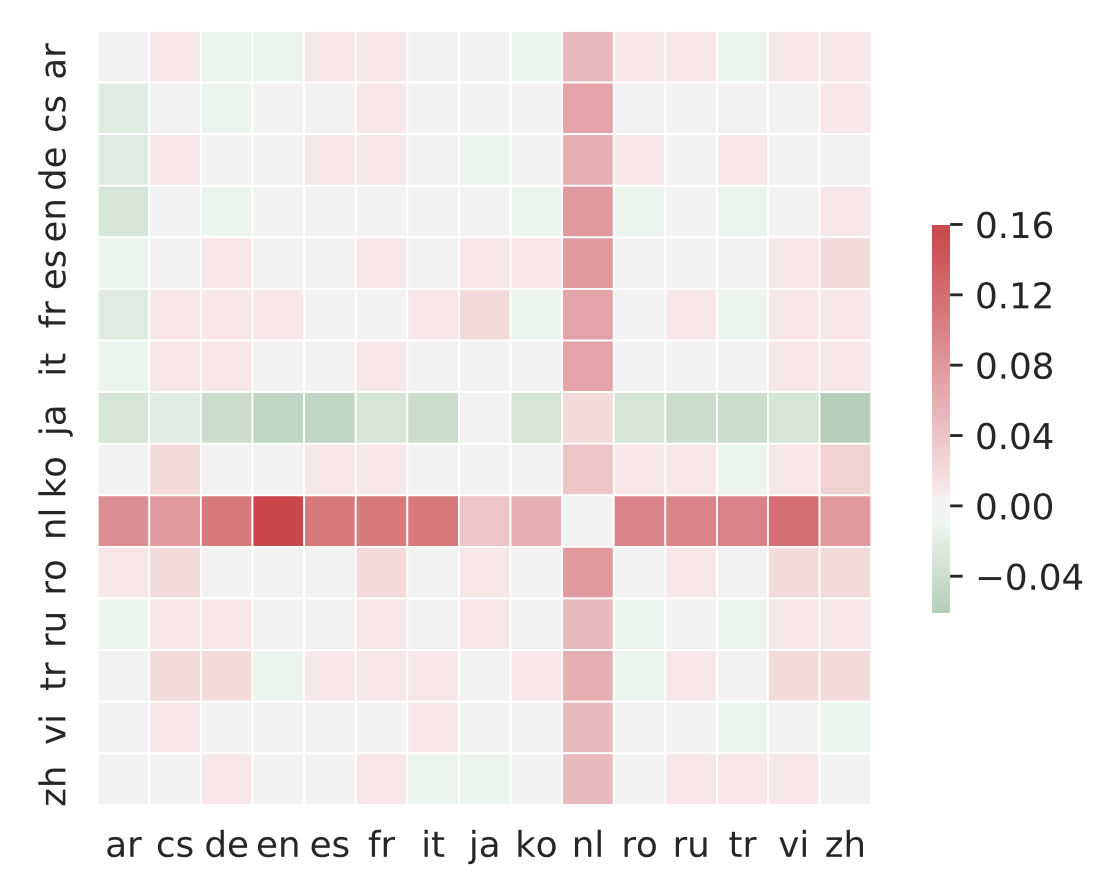 ar
cs
de
en
es
fr
it
ja
ko
nl
ro
ru
tr
vi
zh
ar cs de en es fr it ja ko nl ro ru tr vi zh
0.16
0.12
0.08
0.04
0.00
−0.04